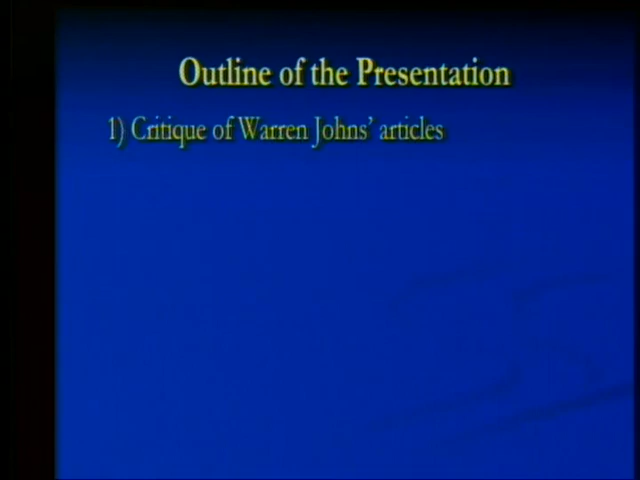 Outline of the Presentation
1) Critique of Warren Johns' articles